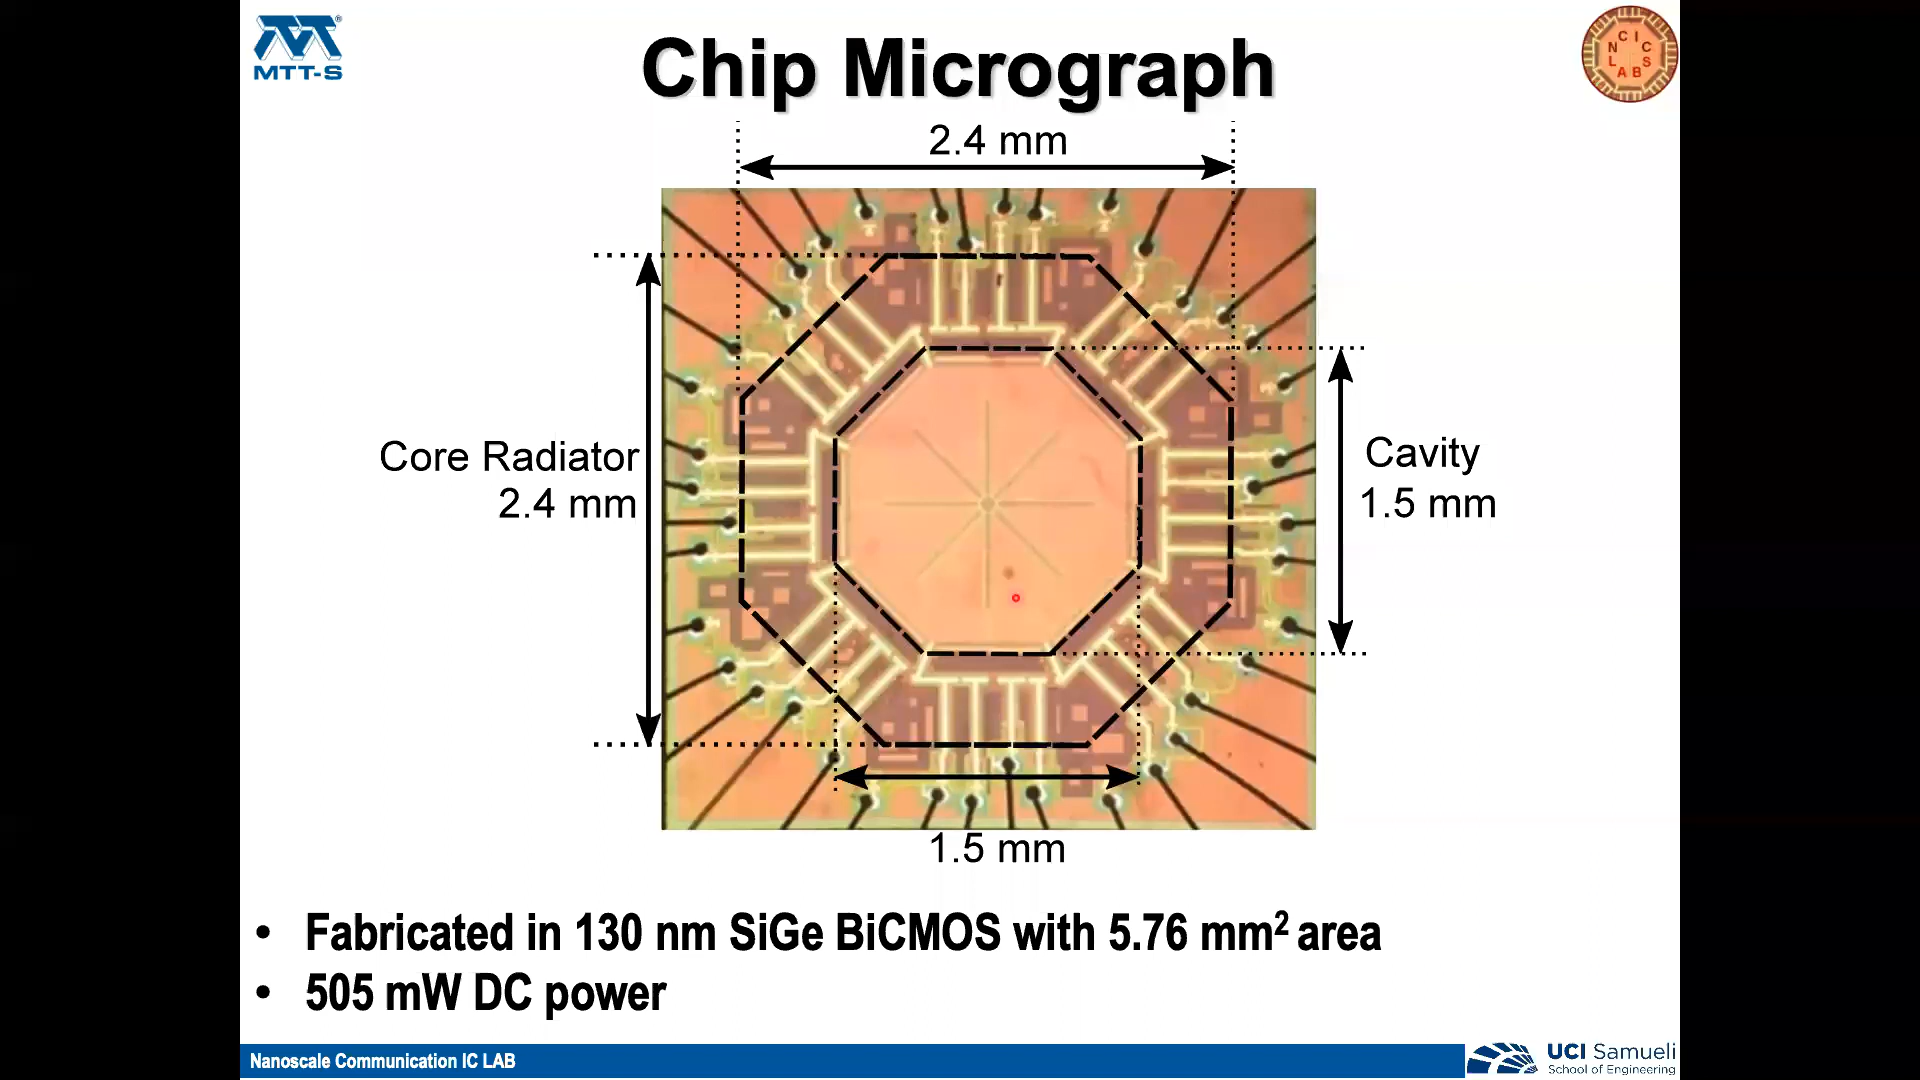 MTT-S
Chip Micrograph
NCIC
LABS
2.4 mm
Core Radiator
2.4 mm
Cavity
1.5 mm
1.5 mm
• Fabricated in 130 nm SiGe BiCMOS with 5.76 mm² area
• 505 mW DC power
Nanoscale Communication IC LAB
UCI Samueli
School of Engineering